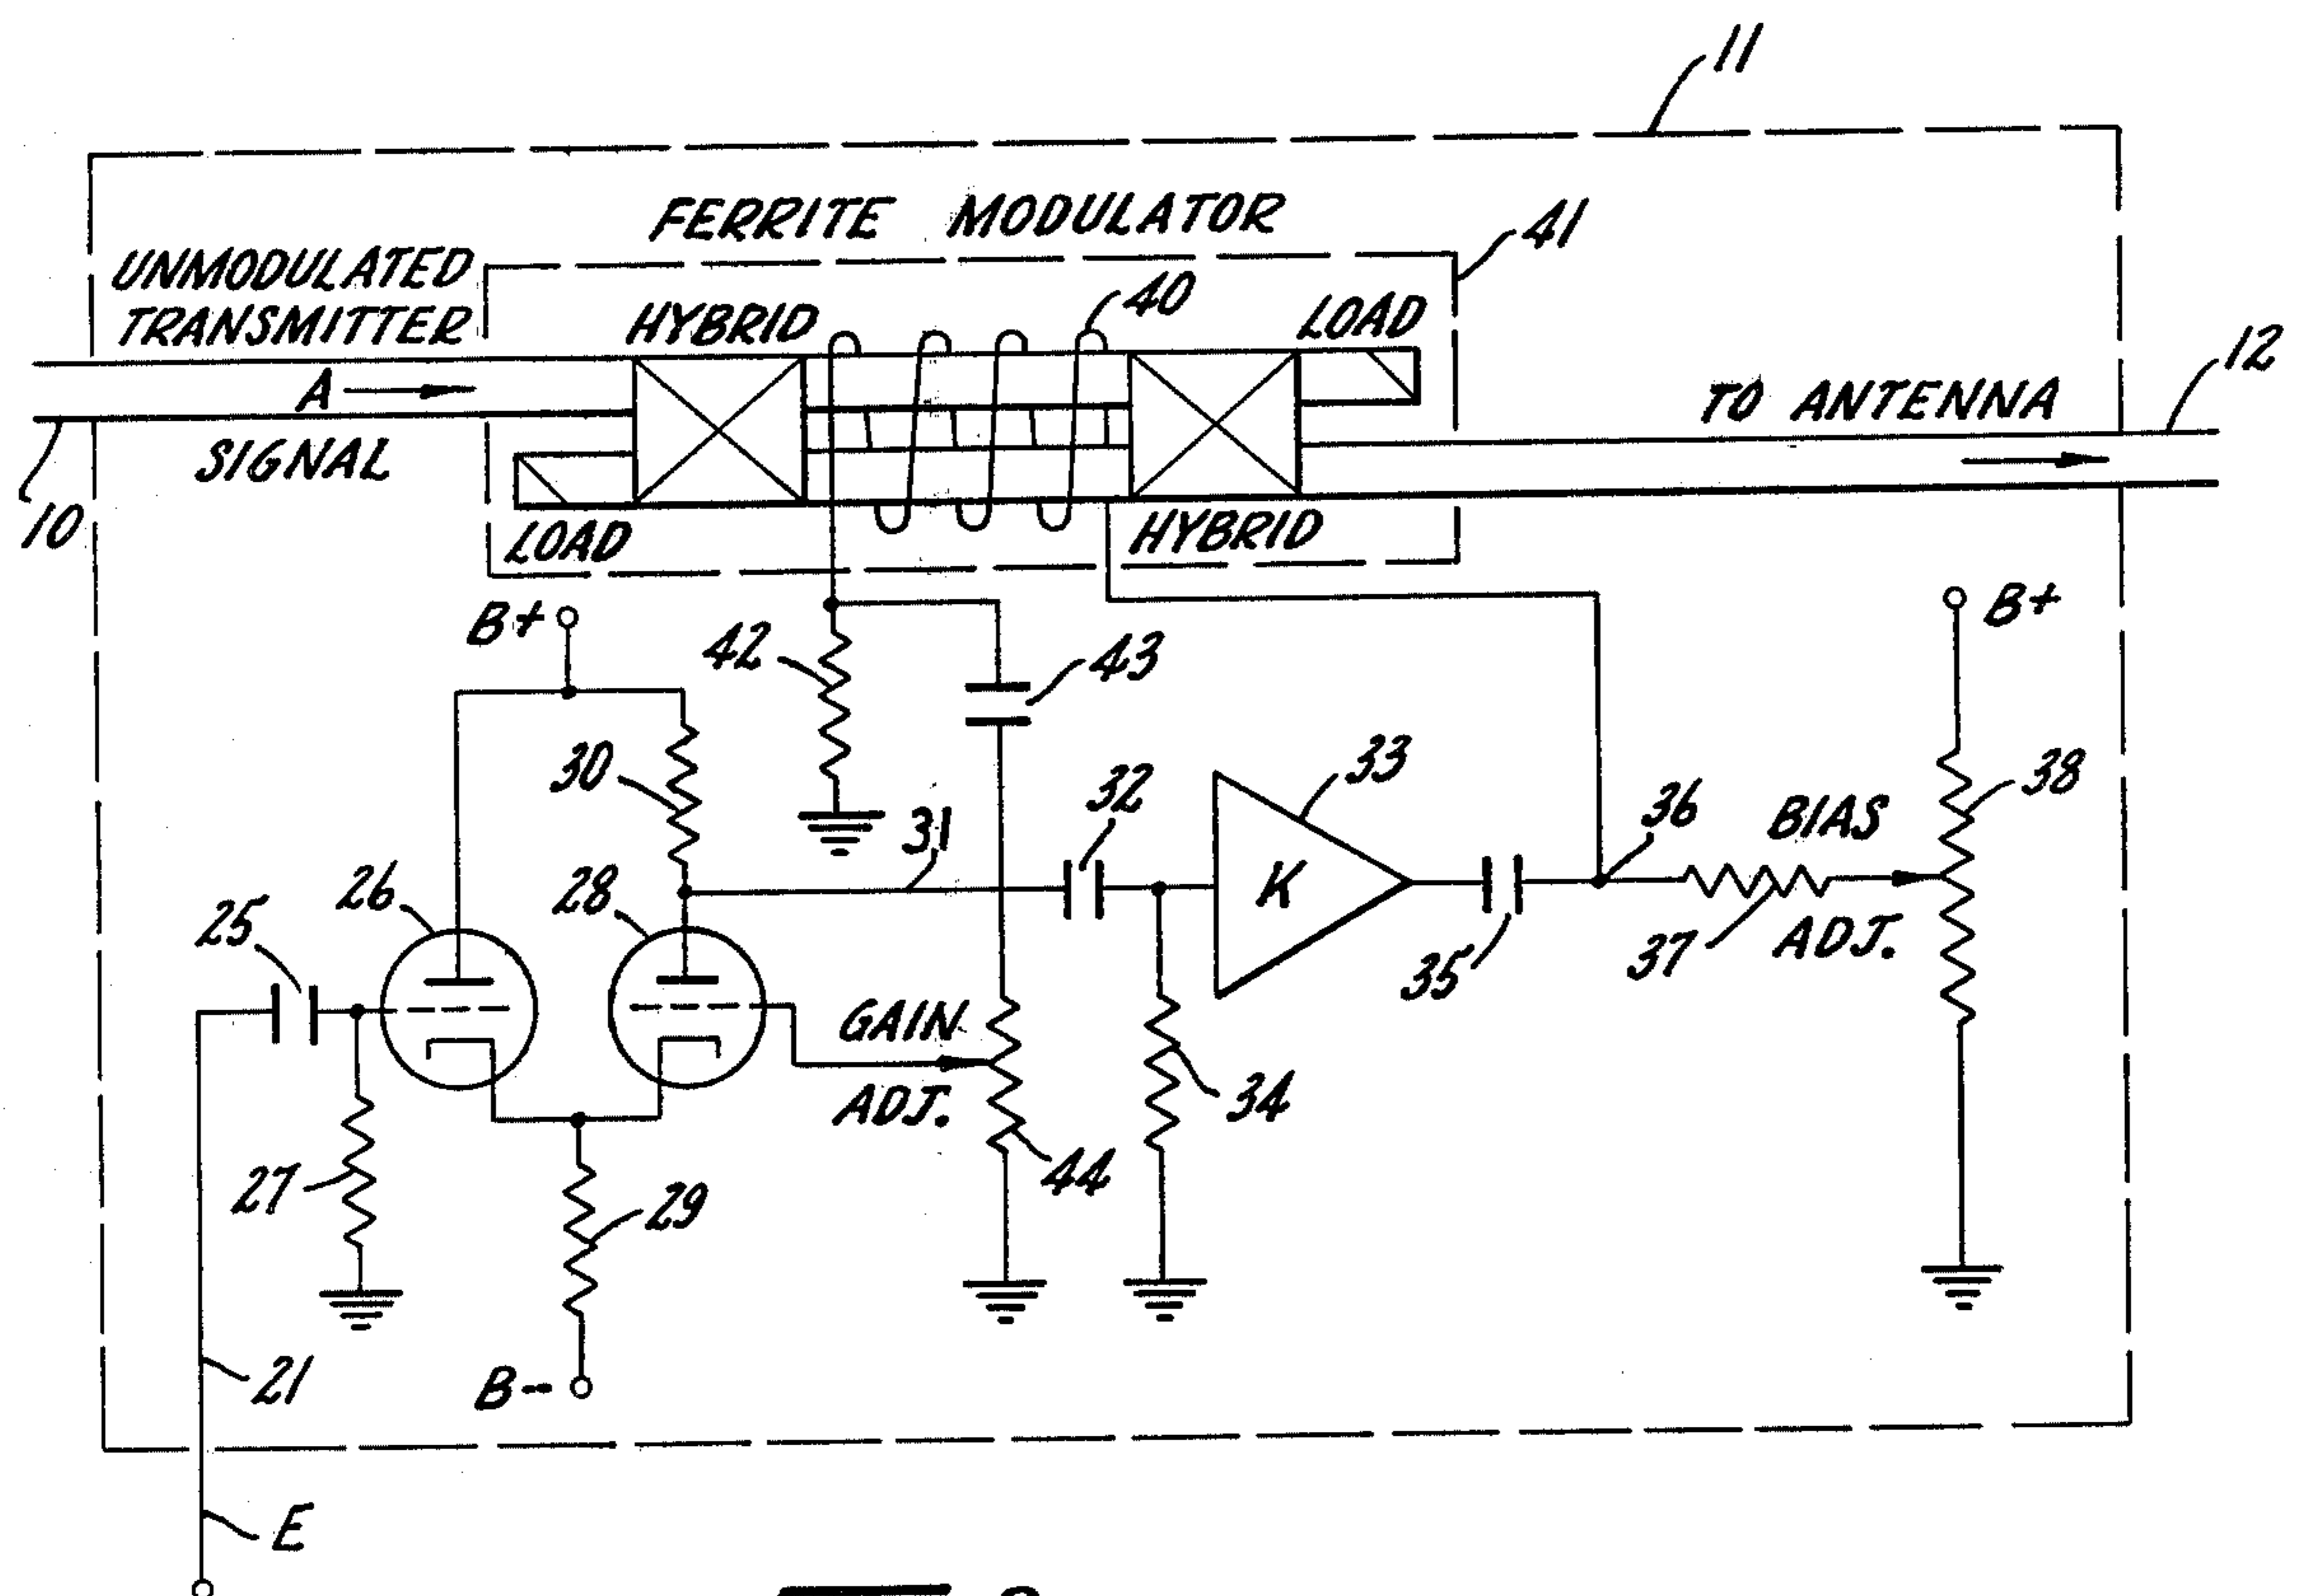 11
FERRITE MODULATOR
41
UNMODULATED
TRANSMITTER
HYBRID
40
LOAD
12
A
TO ANTENNA
SIGNAL
10
LOAD
HYBRID
B+
42
43
B+
30
32
33
38
31
36
BIAS
26
28
K
25
35
37
ADJ.
GAIN
ADJ.
34
27
29
44
21
B-
E